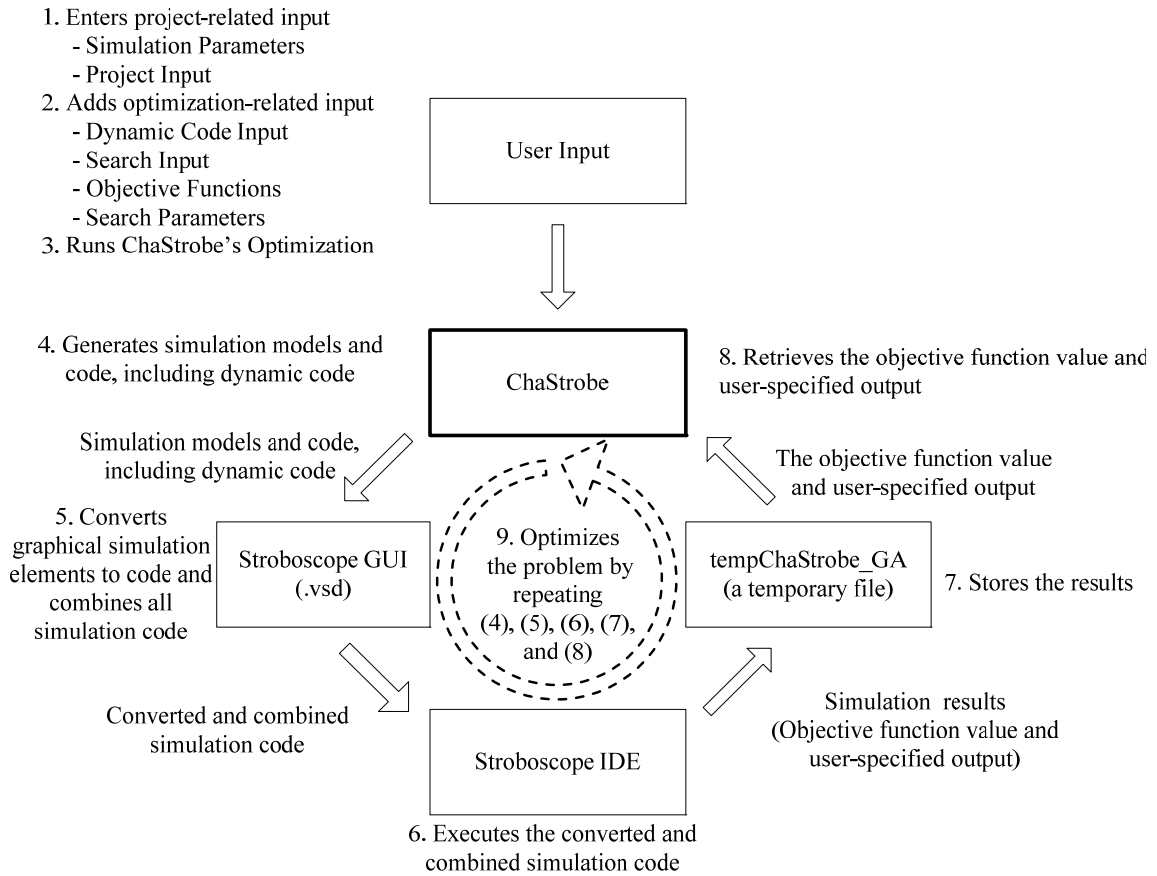 1. Enters project-related input
- Simulation Parameters
- Project Input
2. Adds optimization-related input
- Dynamic Code Input
- Search Input
- Objective Functions
- Search Parameters
3. Runs ChaStrobe's Optimization
User Input
4. Generates simulation models and
code, including dynamic code
ChaStrobe
8. Retrieves the objective function value and
user-specified output
Simulation models and code,
including dynamic code
The objective function value
and user-specified output
5. Converts
graphical simulation
elements to code and
combines all
simulation code
Stroboscope GUI
(.vsd)
9. Optimizes
the problem by
repeating
(4), (5), (6), (7),
and (8)
tempChaStrobe_GA
(a temporary file)
7. Stores the results
Converted and combined
simulation code
Stroboscope IDE
Simulation results
(Objective function value and
user-specified output)
6. Executes the converted and
combined simulation code